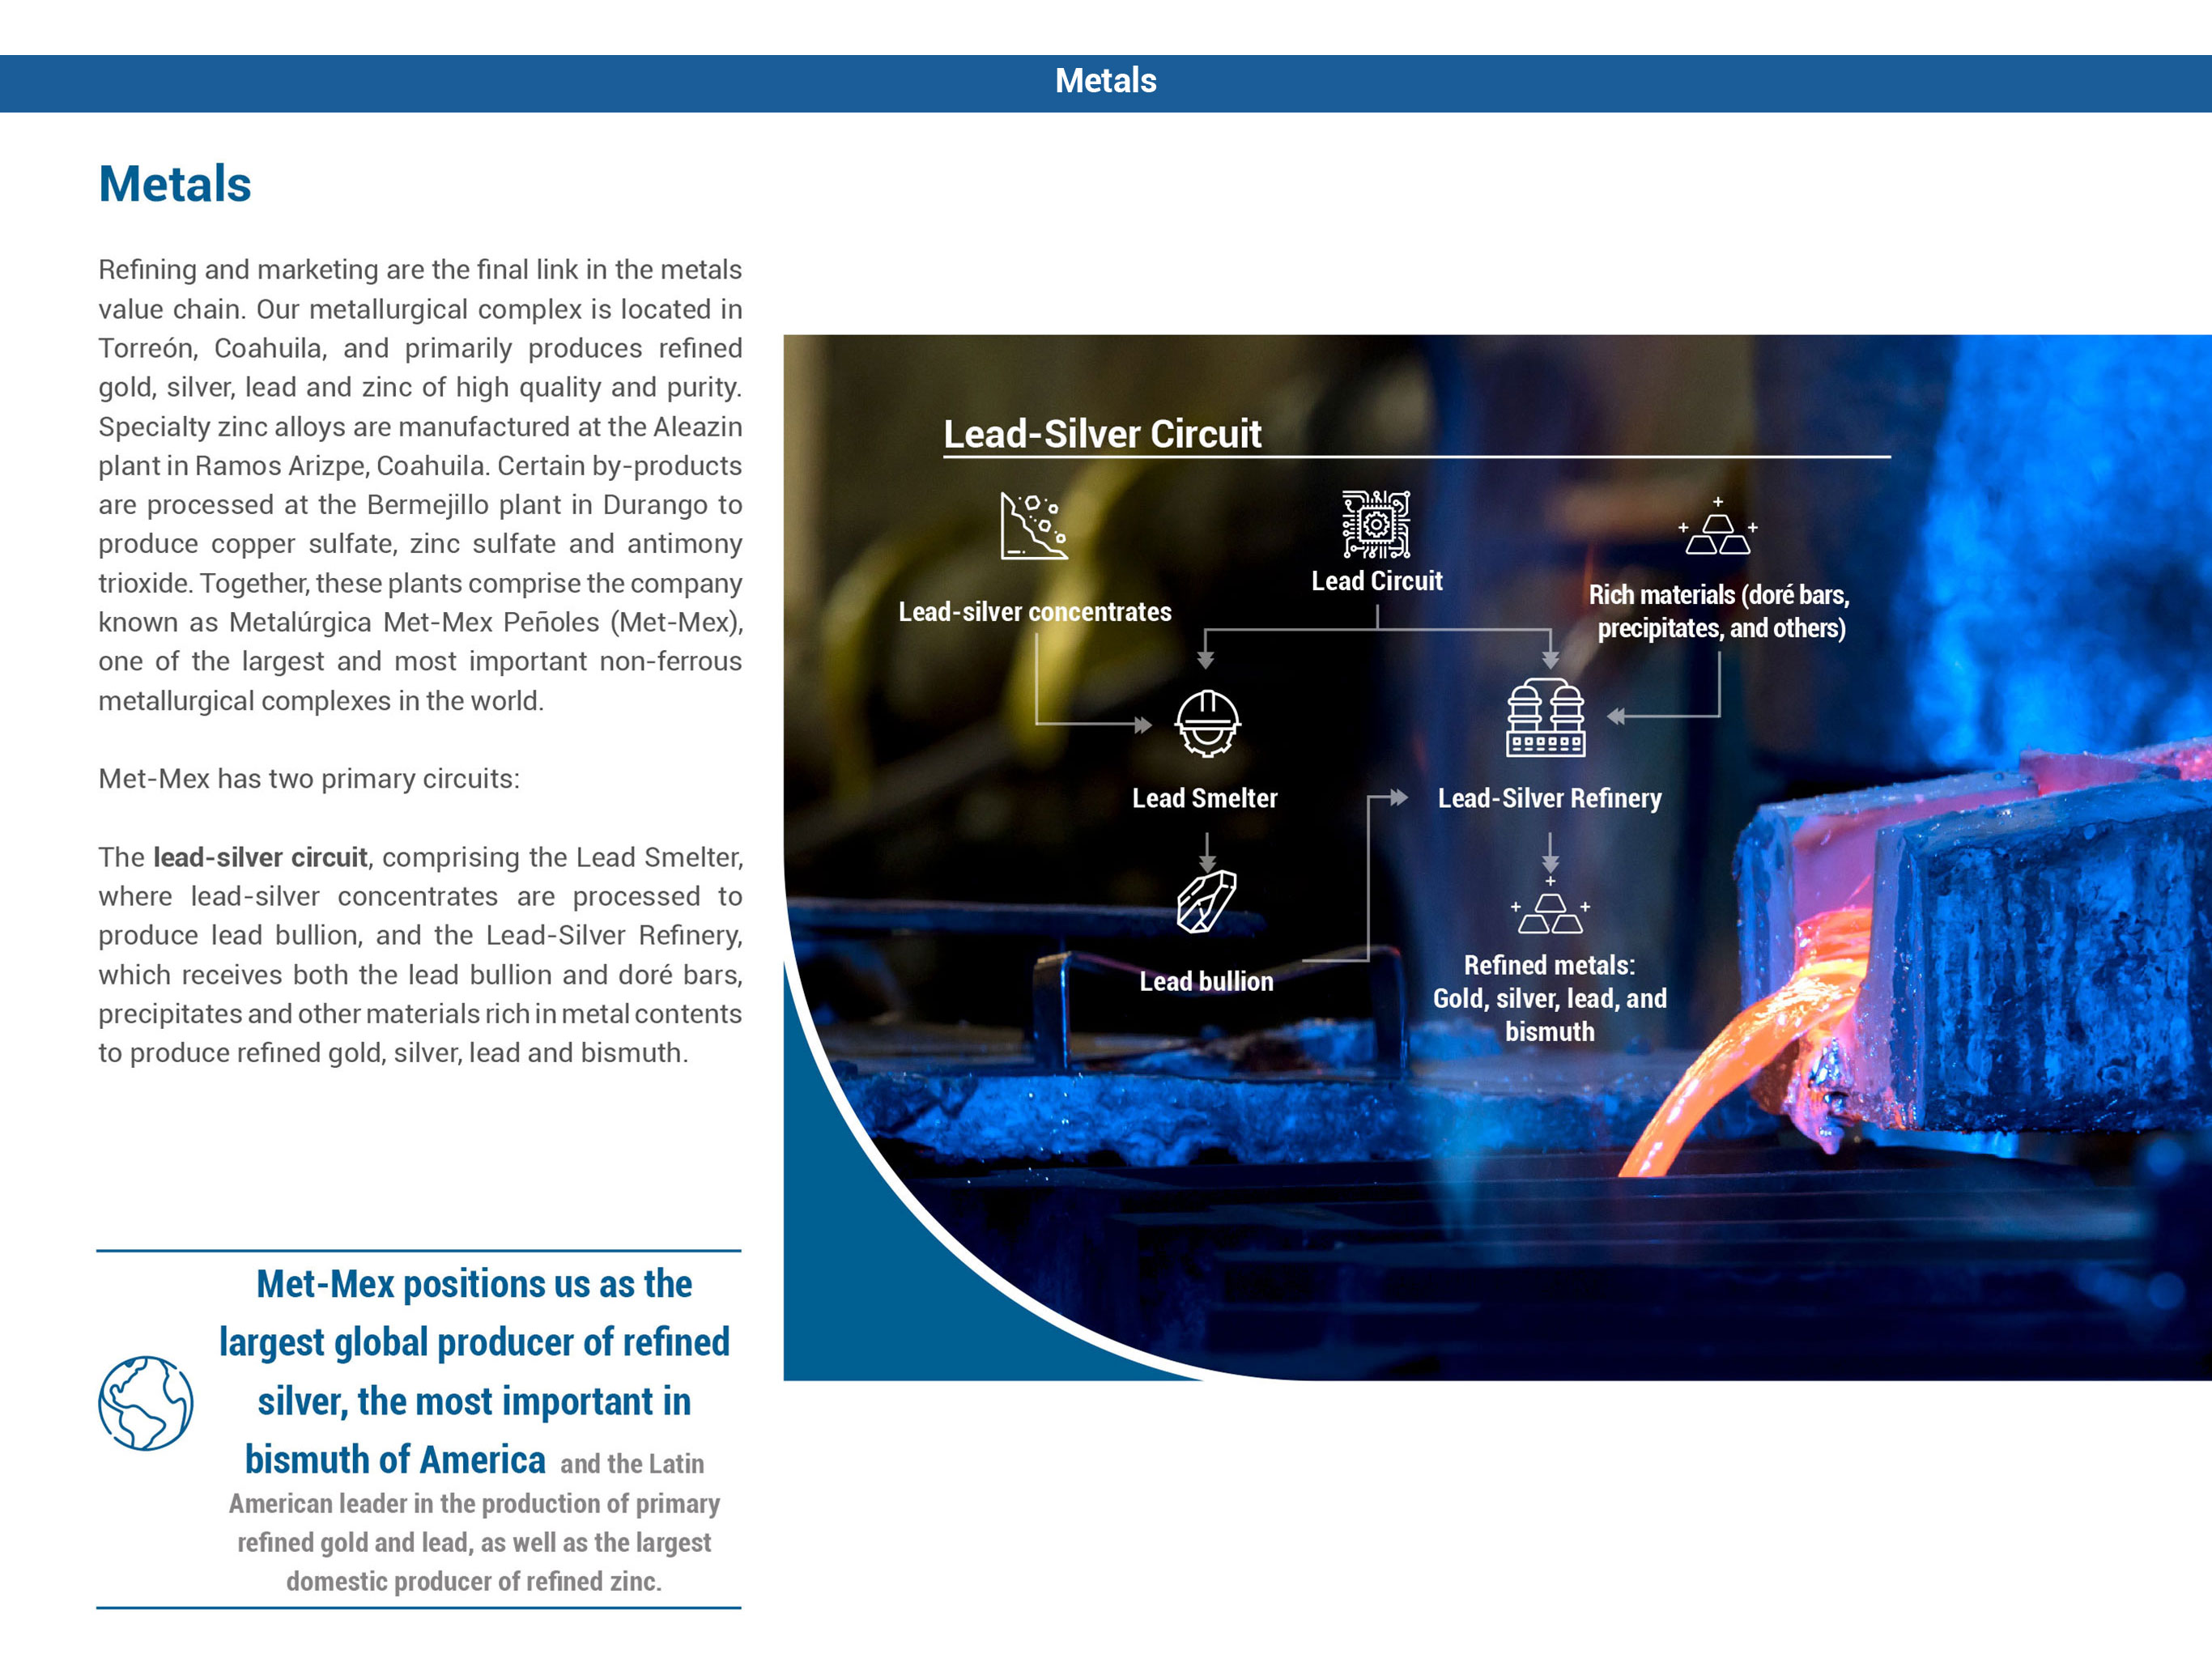 Metals
Metals
Refining and marketing are the final link in the metals
value chain. Our metallurgical complex is located in
Torreón, Coahuila, and primarily produces refined
gold, silver, lead and zinc of high quality and purity.
Specialty zinc alloys are manufactured at the Aleazin
plant in Ramos Arizpe, Coahuila. Certain by-products
are processed at the Bermejillo plant in Durango to
produce copper sulfate, zinc sulfate and antimony
trioxide. Together, these plants comprise the company
known as Metalúrgica Met-Mex Peñoles (Met-Mex),
one of the largest and most important non-ferrous
metallurgical complexes in the world.
Met-Mex has two primary circuits:
The lead-silver circuit, comprising the Lead Smelter,
where lead-silver concentrates are processed to
produce lead bullion, and the Lead-Silver Refinery,
which receives both the lead bullion and doré bars,
precipitates and other materials rich in metal contents
to produce refined gold, silver, lead and bismuth.
Met-Mex positions us as the
largest global producer of refined
silver, the most important in
bismuth of America and the Latin
American leader in the production of primary
refined gold and lead, as well as the largest
domestic producer of refined zinc.
Lead-Silver Circuit
Lead-silver concentrates
Lead Circuit
Rich materials (doré bars,
precipitates, and others)
Lead Smelter
Lead-Silver Refinery
Lead bullion
Refined metals:
Gold, silver, lead, and
bismuth